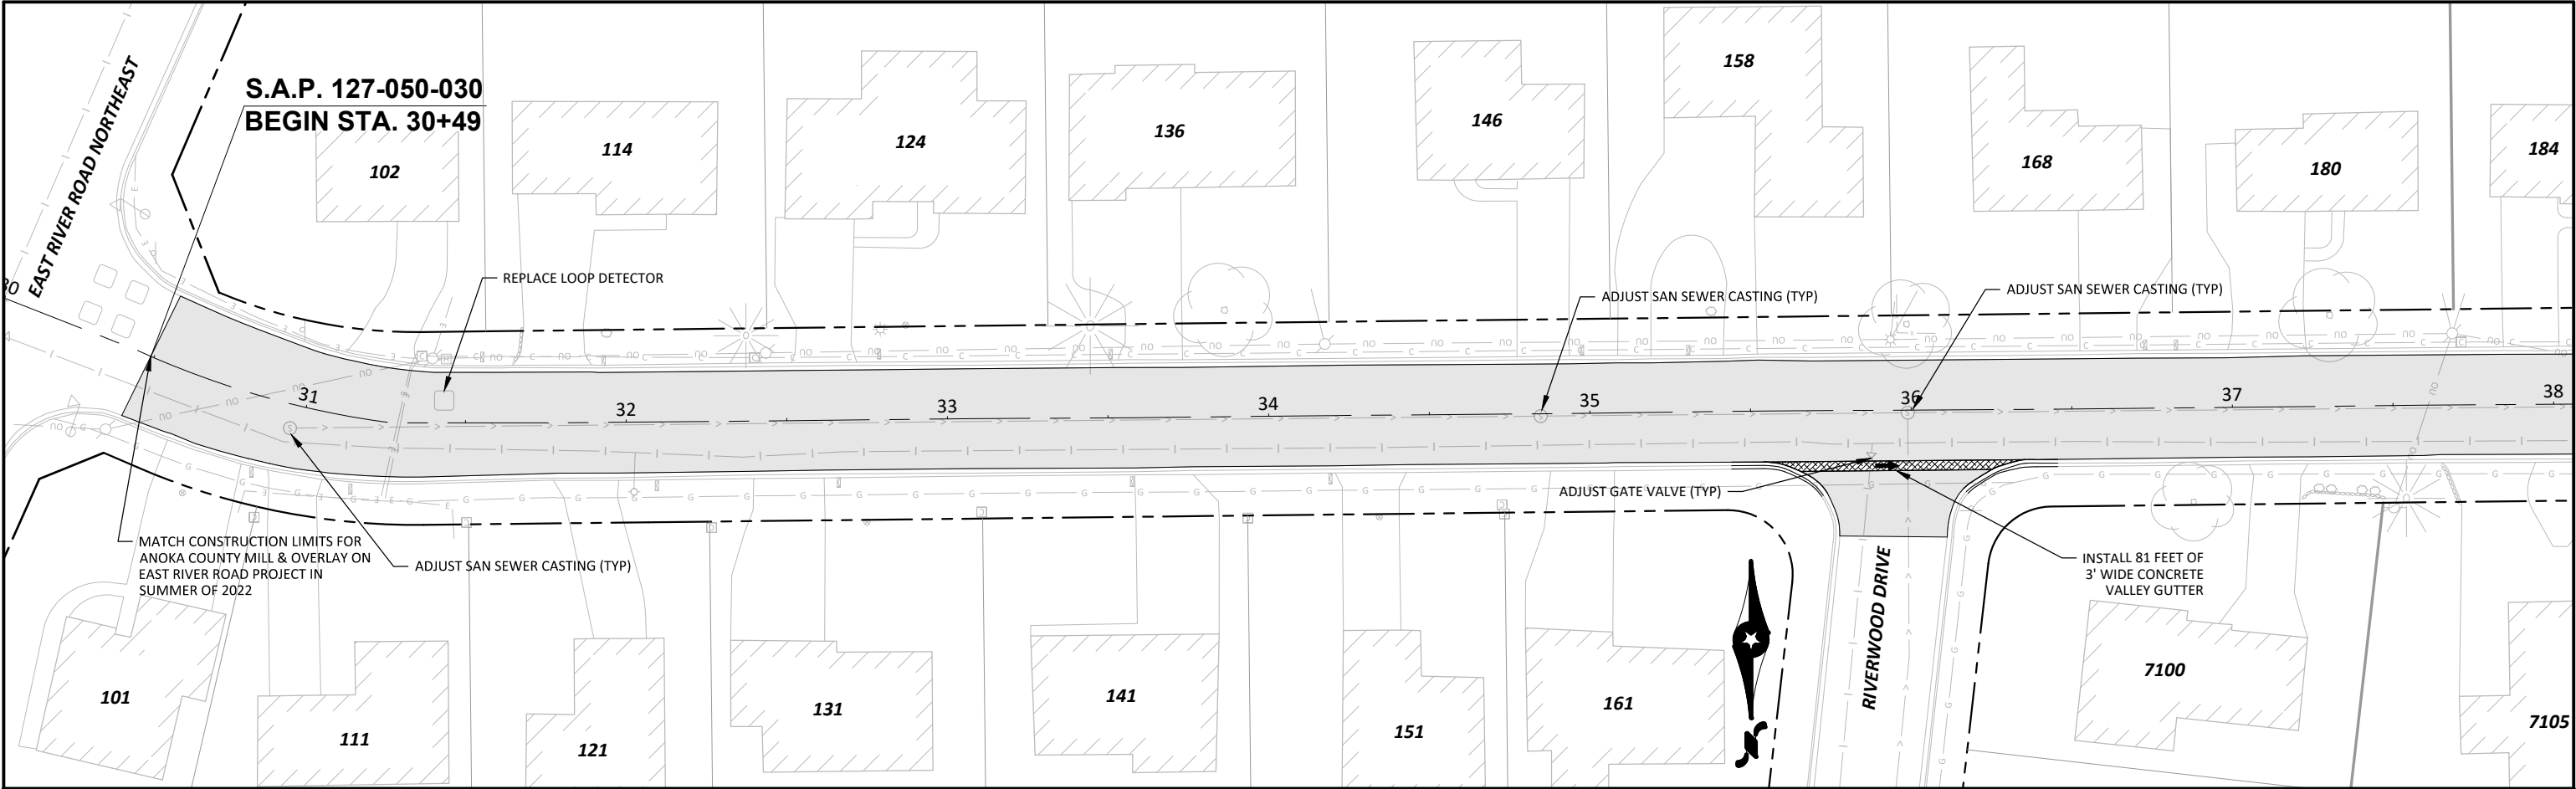 S.A.P. 127-050-030
BEGIN STA. 30+49
EAST RIVER ROAD NORTHEAST
102
114
124
136
146
158
168
180
184
REPLACE LOOP DETECTOR
ADJUST SAN SEWER CASTING (TYP)
ADJUST SAN SEWER CASTING (TYP)
30
31
32
33
34
35
36
37
38
ADJUST GATE VALVE (TYP)
MATCH CONSTRUCTION LIMITS FOR
ANOKA COUNTY MILL & OVERLAY ON
EAST RIVER ROAD PROJECT IN
SUMMER OF 2022
ADJUST SAN SEWER CASTING (TYP)
INSTALL 81 FEET OF
3' WIDE CONCRETE
VALLEY GUTTER
RIVERWOOD DRIVE
101
111
121
131
141
151
161
7100
7105
N